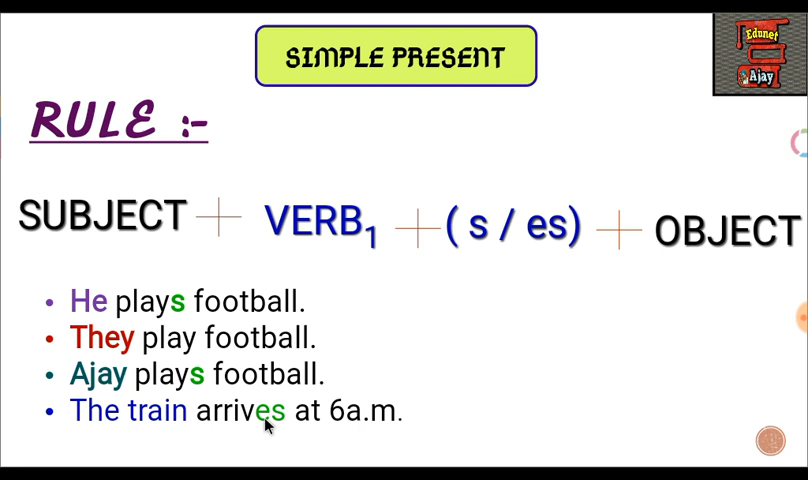 SIMPLE PRESENT
Edunet
Ajay
RULE :-
SUBJECT + VERB₁ + ( s / es) + OBJECT
• He plays football.
• They play football.
• Ajay plays football.
• The train arrives at 6a.m.